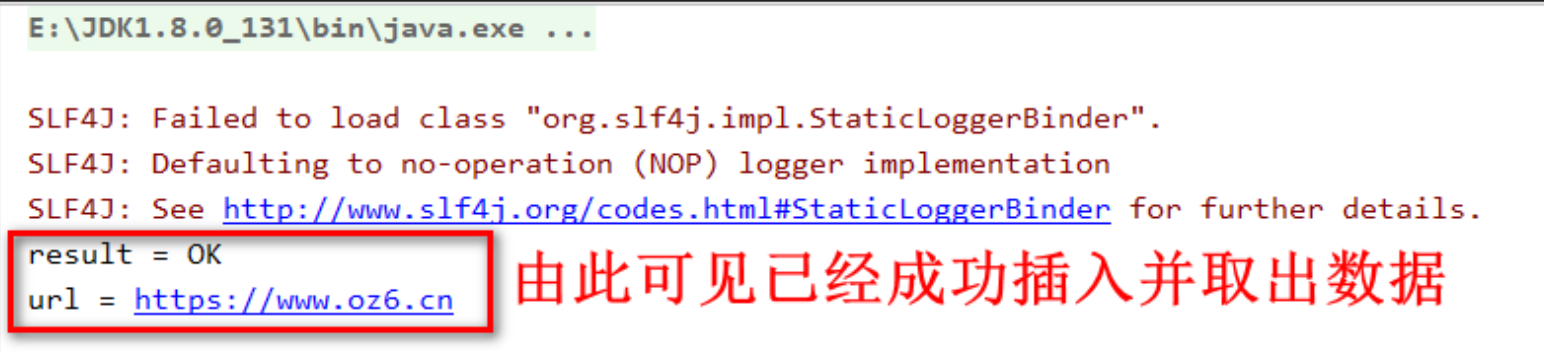 E:\JDK1.8.0_131\bin\java.exe ...
SLF4J: Failed to load class "org.slf4j.impl.StaticLoggerBinder".
SLF4J: Defaulting to no-operation (NOP) logger implementation
SLF4J: See http://www.slf4j.org/codes.html#StaticLoggerBinder for further details.
result = OK
url = https://www.oz6.cn
由此可见已经成功插入并取出数据